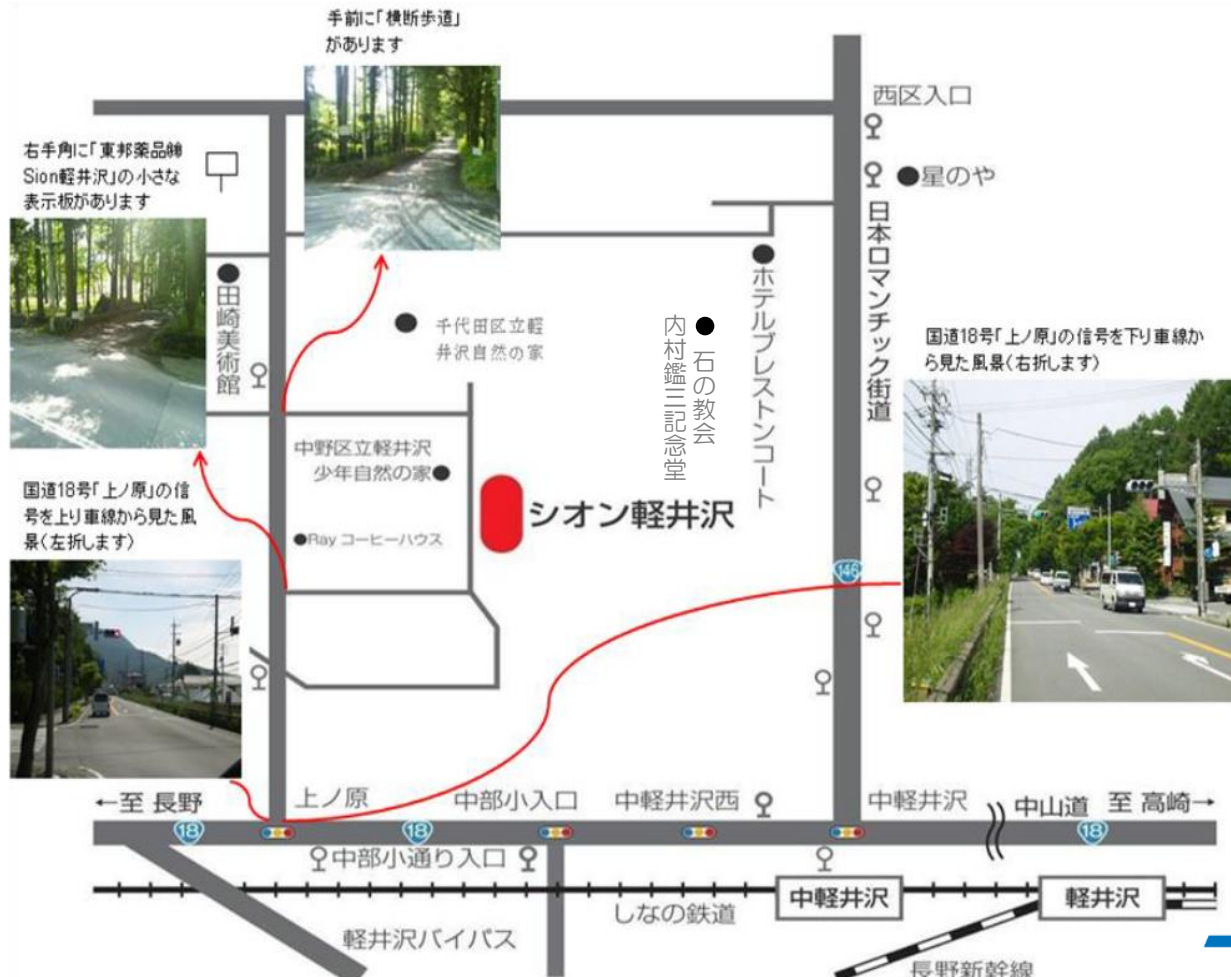 手前に「横断歩道」
があります
西区入口
右手角に「東邦薬品㈱
Sion軽井沢」の小さな
表示板があります
星のや
日本ロマンチック街道
田崎美術館
千代田区立軽
井沢自然の家
石の教会
内村鑑三記念堂
ホテルブレストンコート
国道18号「上ノ原」の信号を下り車線か
ら見た風景(右折します)
中野区立軽井沢
少年自然の家
シオン軽井沢
Ray コーヒーハウス
国道18号「上ノ原」の信
号を上り車線から見た風
景(左折します)
146
←至 長野
上ノ原
中部小入口
中軽井沢西
中軽井沢
中山道
至 高崎→
18
18
18
中部小通り入口
中軽井沢
軽井沢
しなの鉄道
軽井沢バイパス
長野新幹線